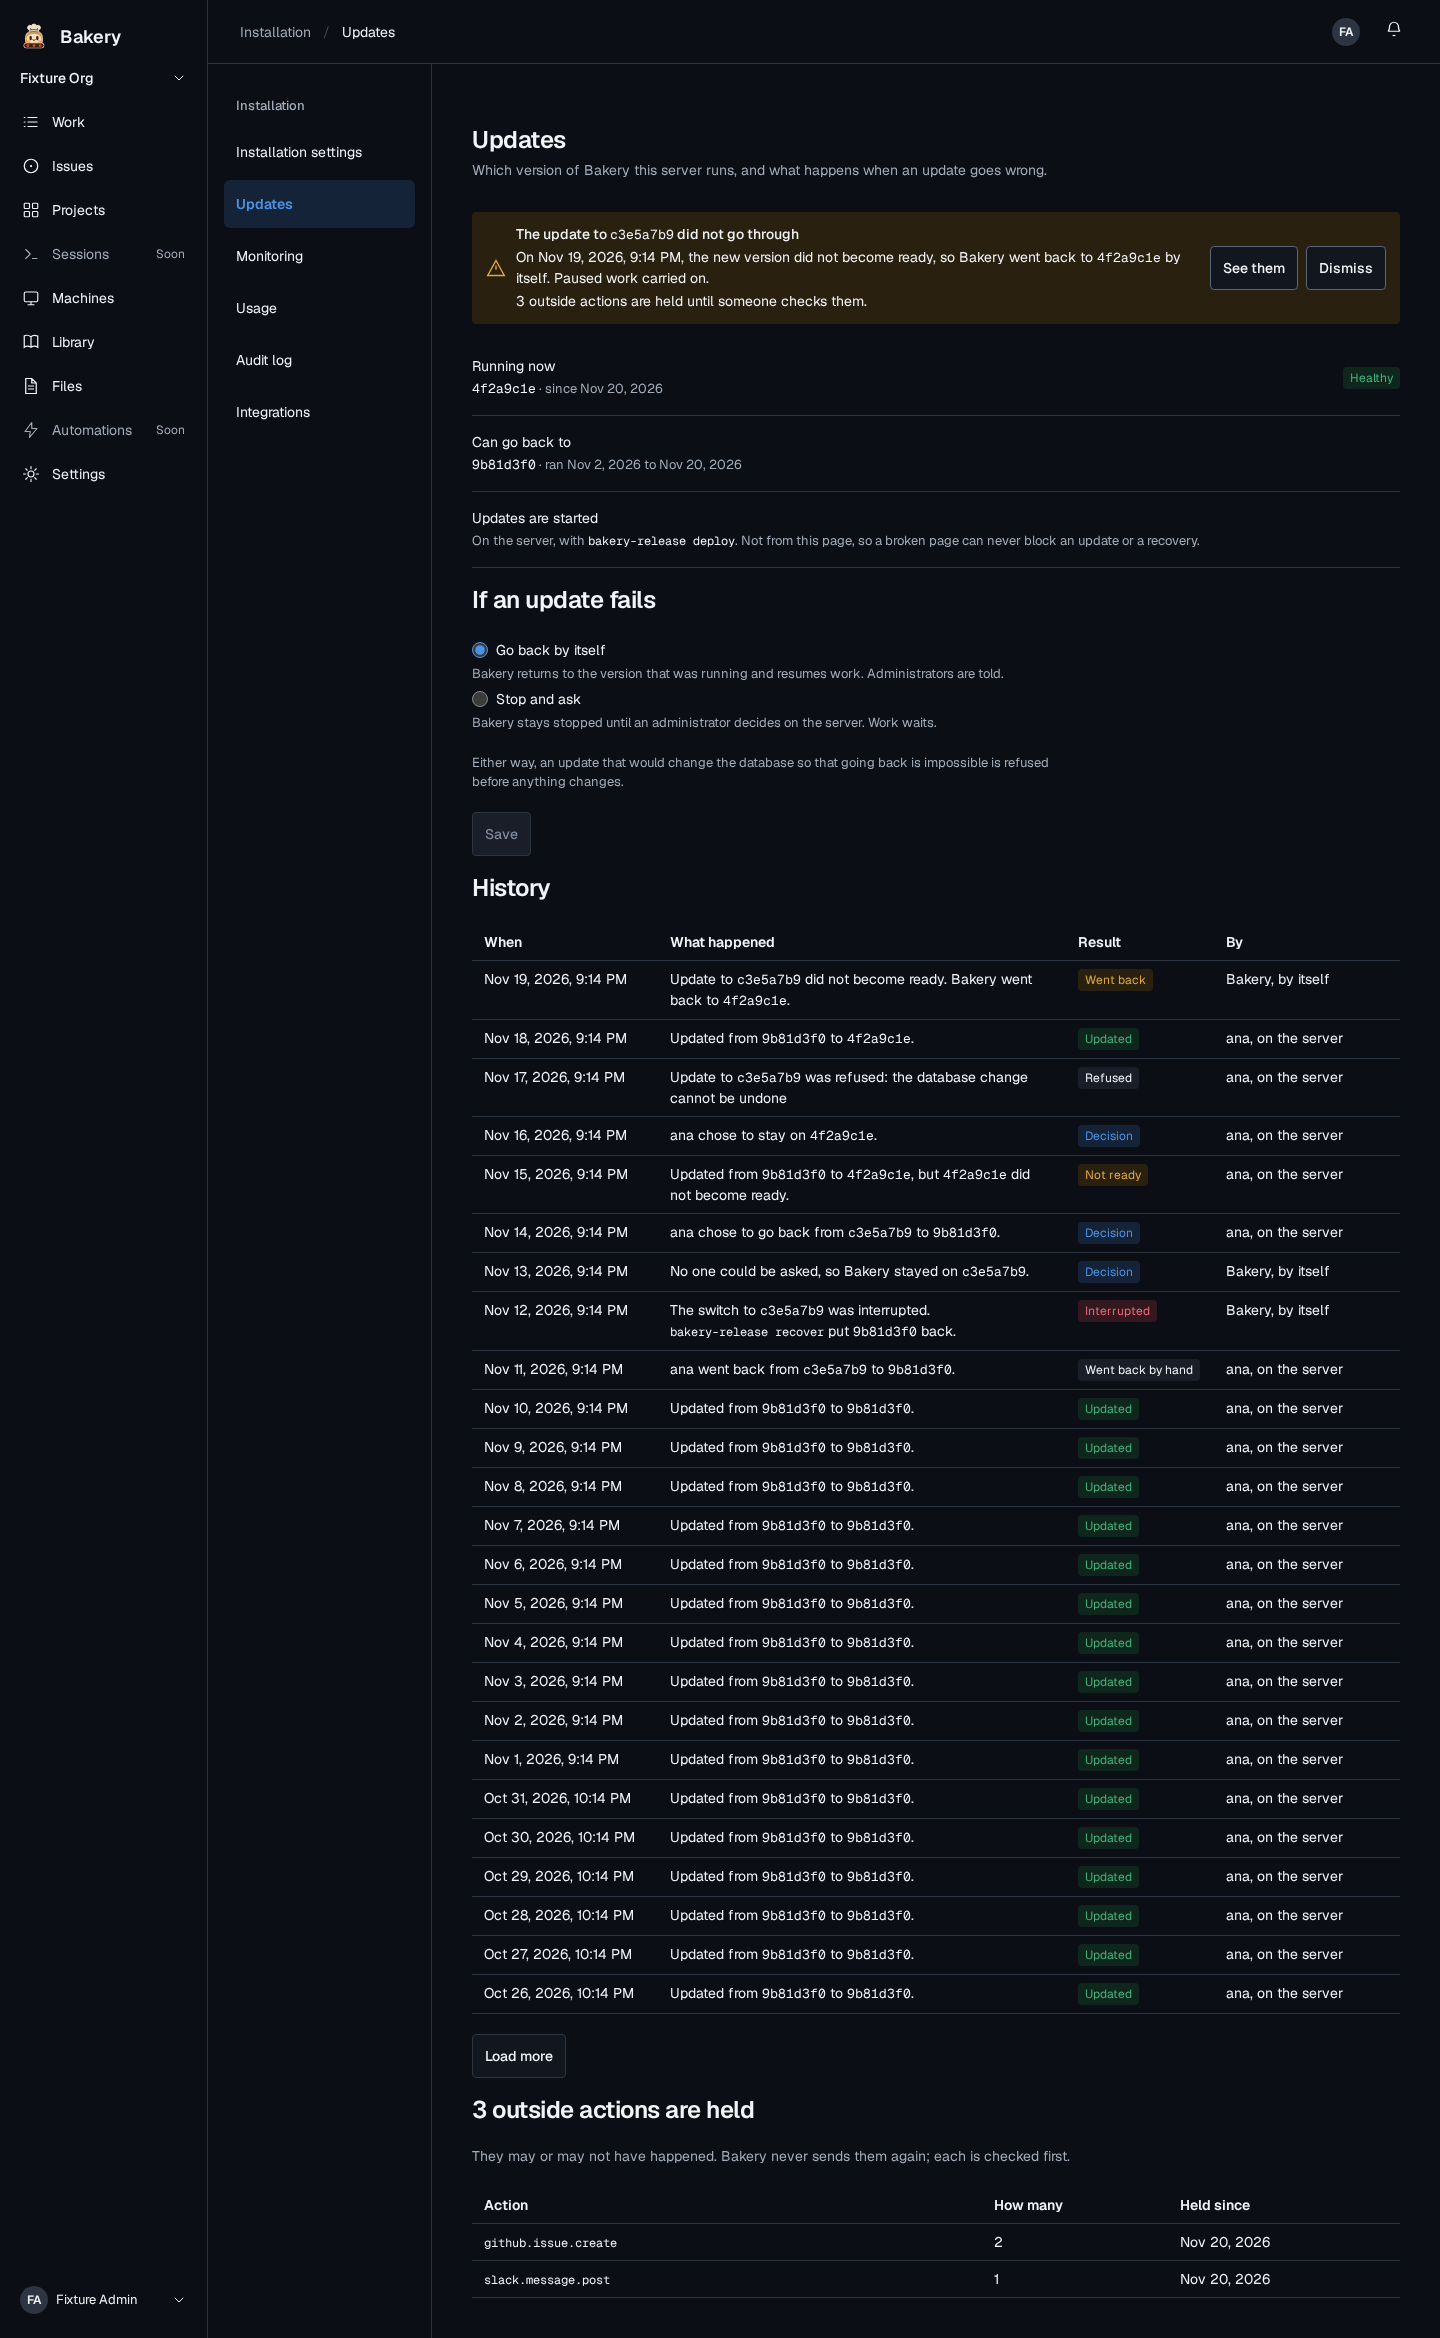 Bakery
Fixture Org
Work
Issues
Projects
Sessions Soon
Machines
Library
Files
Automations Soon
Settings
FA Fixture Admin
Installation / Updates
FA
Installation
Installation settings
Updates
Monitoring
Usage
Audit log
Integrations
Updates
Which version of Bakery this server runs, and what happens when an update goes wrong.
The update to c3e5a7b9 did not go through
On Nov 19, 2026, 9:14 PM, the new version did not become ready, so Bakery went back to 4f2a9c1e by
itself. Paused work carried on.
3 outside actions are held until someone checks them.
See them Dismiss
Running now
4f2a9c1e · since Nov 20, 2026
Healthy
Can go back to
9b81d3f0 · ran Nov 2, 2026 to Nov 20, 2026
Updates are started
On the server, with bakery-release deploy. Not from this page, so a broken page can never block an update or a recovery.
If an update fails
Go back by itself
Bakery returns to the version that was running and resumes work. Administrators are told.
Stop and ask
Bakery stays stopped until an administrator decides on the server. Work waits.
Either way, an update that would change the database so that going back is impossible is refused
before anything changes.
Save
History
When What happened Result By
Nov 19, 2026, 9:14 PM Update to c3e5a7b9 did not become ready. Bakery went Went back Bakery, by itself
back to 4f2a9c1e.
Nov 18, 2026, 9:14 PM Updated from 9b81d3f0 to 4f2a9c1e. Updated ana, on the server
Nov 17, 2026, 9:14 PM Update to c3e5a7b9 was refused: the database change Refused ana, on the server
cannot be undone
Nov 16, 2026, 9:14 PM ana chose to stay on 4f2a9c1e. Decision ana, on the server
Nov 15, 2026, 9:14 PM Updated from 9b81d3f0 to 4f2a9c1e, but 4f2a9c1e did Not ready ana, on the server
not become ready.
Nov 14, 2026, 9:14 PM ana chose to go back from c3e5a7b9 to 9b81d3f0. Decision ana, on the server
Nov 13, 2026, 9:14 PM No one could be asked, so Bakery stayed on c3e5a7b9. Decision Bakery, by itself
Nov 12, 2026, 9:14 PM The switch to c3e5a7b9 was interrupted. Interrupted Bakery, by itself
bakery-release recover put 9b81d3f0 back.
Nov 11, 2026, 9:14 PM ana went back from c3e5a7b9 to 9b81d3f0. Went back by hand ana, on the server
Nov 10, 2026, 9:14 PM Updated from 9b81d3f0 to 9b81d3f0. Updated ana, on the server
Nov 9, 2026, 9:14 PM Updated from 9b81d3f0 to 9b81d3f0. Updated ana, on the server
Nov 8, 2026, 9:14 PM Updated from 9b81d3f0 to 9b81d3f0. Updated ana, on the server
Nov 7, 2026, 9:14 PM Updated from 9b81d3f0 to 9b81d3f0. Updated ana, on the server
Nov 6, 2026, 9:14 PM Updated from 9b81d3f0 to 9b81d3f0. Updated ana, on the server
Nov 5, 2026, 9:14 PM Updated from 9b81d3f0 to 9b81d3f0. Updated ana, on the server
Nov 4, 2026, 9:14 PM Updated from 9b81d3f0 to 9b81d3f0. Updated ana, on the server
Nov 3, 2026, 9:14 PM Updated from 9b81d3f0 to 9b81d3f0. Updated ana, on the server
Nov 2, 2026, 9:14 PM Updated from 9b81d3f0 to 9b81d3f0. Updated ana, on the server
Nov 1, 2026, 9:14 PM Updated from 9b81d3f0 to 9b81d3f0. Updated ana, on the server
Oct 31, 2026, 10:14 PM Updated from 9b81d3f0 to 9b81d3f0. Updated ana, on the server
Oct 30, 2026, 10:14 PM Updated from 9b81d3f0 to 9b81d3f0. Updated ana, on the server
Oct 29, 2026, 10:14 PM Updated from 9b81d3f0 to 9b81d3f0. Updated ana, on the server
Oct 28, 2026, 10:14 PM Updated from 9b81d3f0 to 9b81d3f0. Updated ana, on the server
Oct 27, 2026, 10:14 PM Updated from 9b81d3f0 to 9b81d3f0. Updated ana, on the server
Oct 26, 2026, 10:14 PM Updated from 9b81d3f0 to 9b81d3f0. Updated ana, on the server
Load more
3 outside actions are held
They may or may not have happened. Bakery never sends them again; each is checked first.
Action How many Held since
github.issue.create 2 Nov 20, 2026
slack.message.post 1 Nov 20, 2026